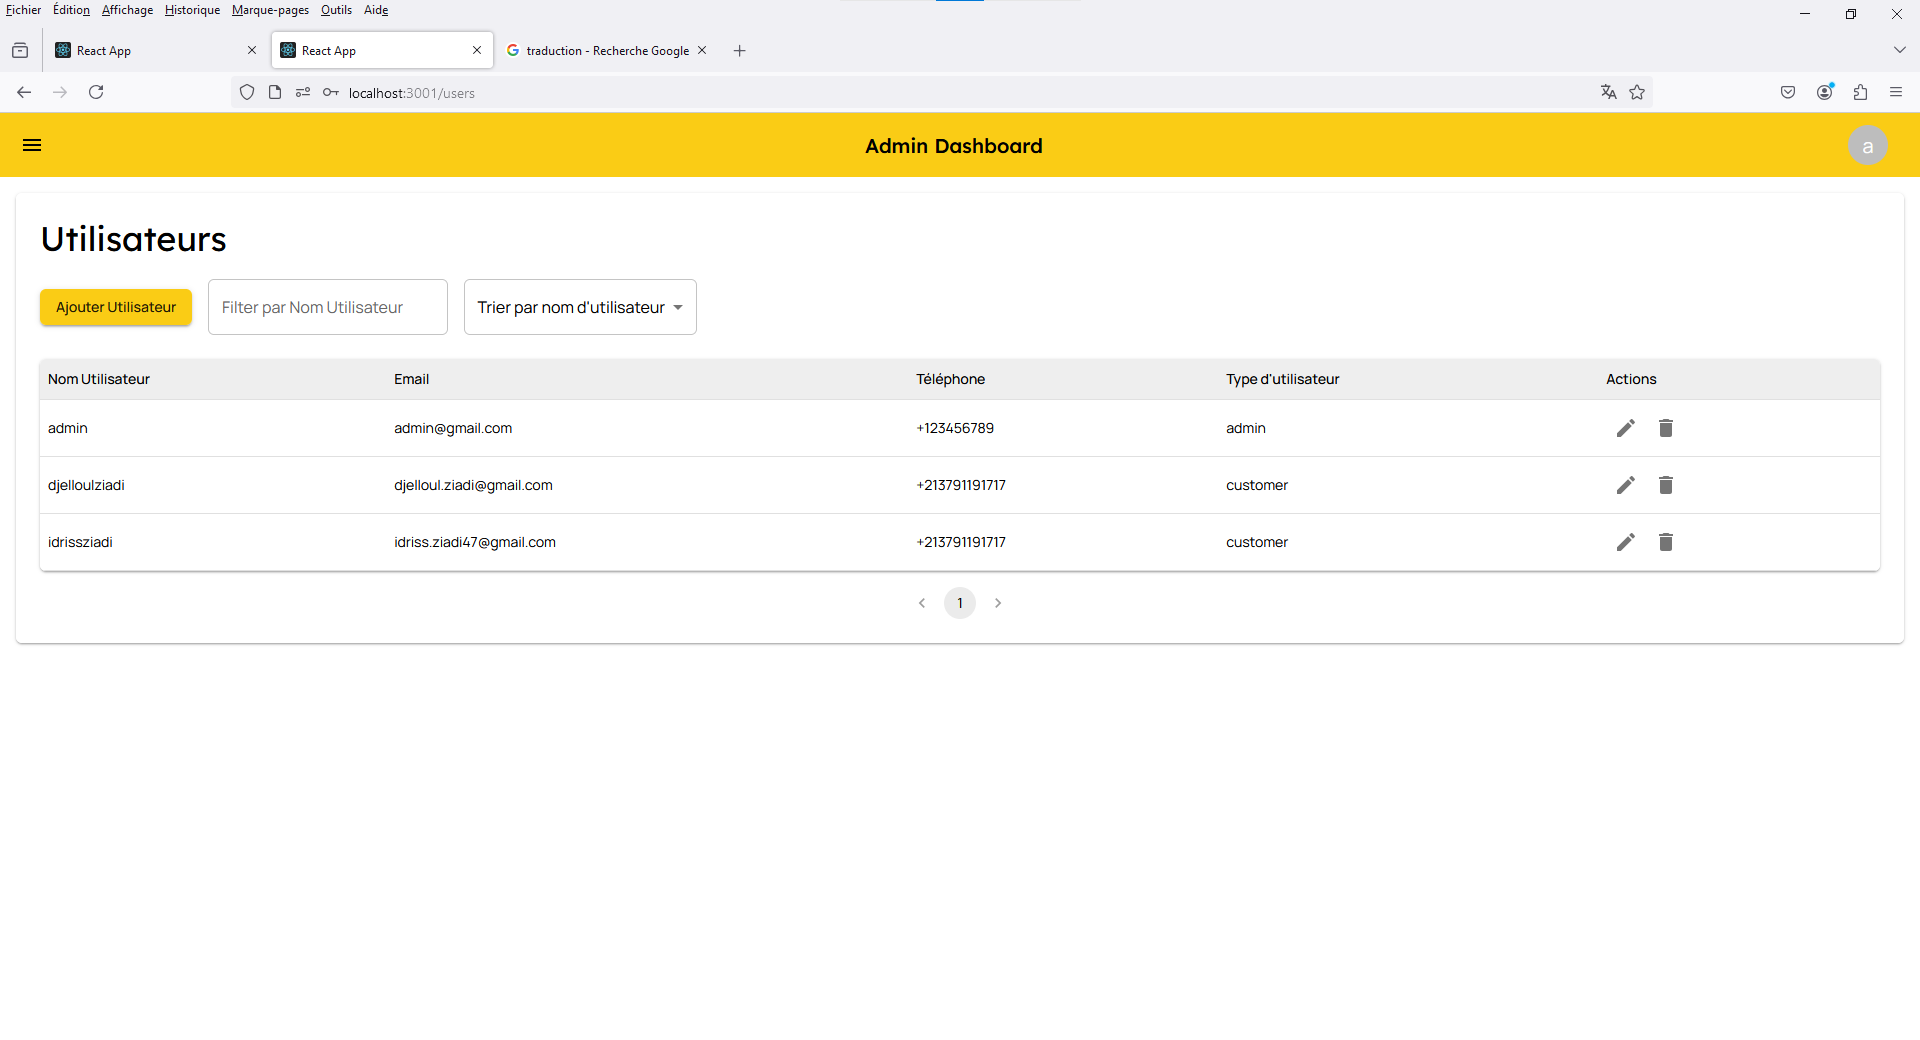 Fichier Édition Affichage Historique Marque-pages Outils Aide
React App React App traduction - Recherche Google
localhost:3001/users
Admin Dashboard a
Utilisateurs
Ajouter Utilisateur Filter par Nom Utilisateur Trier par nom d'utilisateur
Nom Utilisateur Email Téléphone Type d'utilisateur Actions
admin admin@gmail.com +123456789 admin
djelloulziadi djelloul.ziadi@gmail.com +213791191717 customer
idrissziadi idriss.ziadi47@gmail.com +213791191717 customer
1